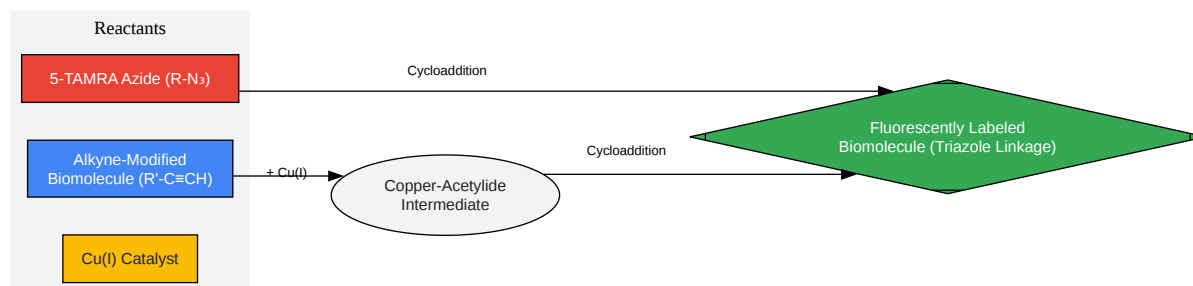 Reactants
5-TAMRA Azide (R-N₃)
Cycloaddition
Alkyne-Modified
Biomolecule (R'-C≡CH)
+ Cu(I)
Copper-Acetylide
Intermediate
Cycloaddition
Fluorescently Labeled
Biomolecule (Triazole Linkage)
Cu(I) Catalyst